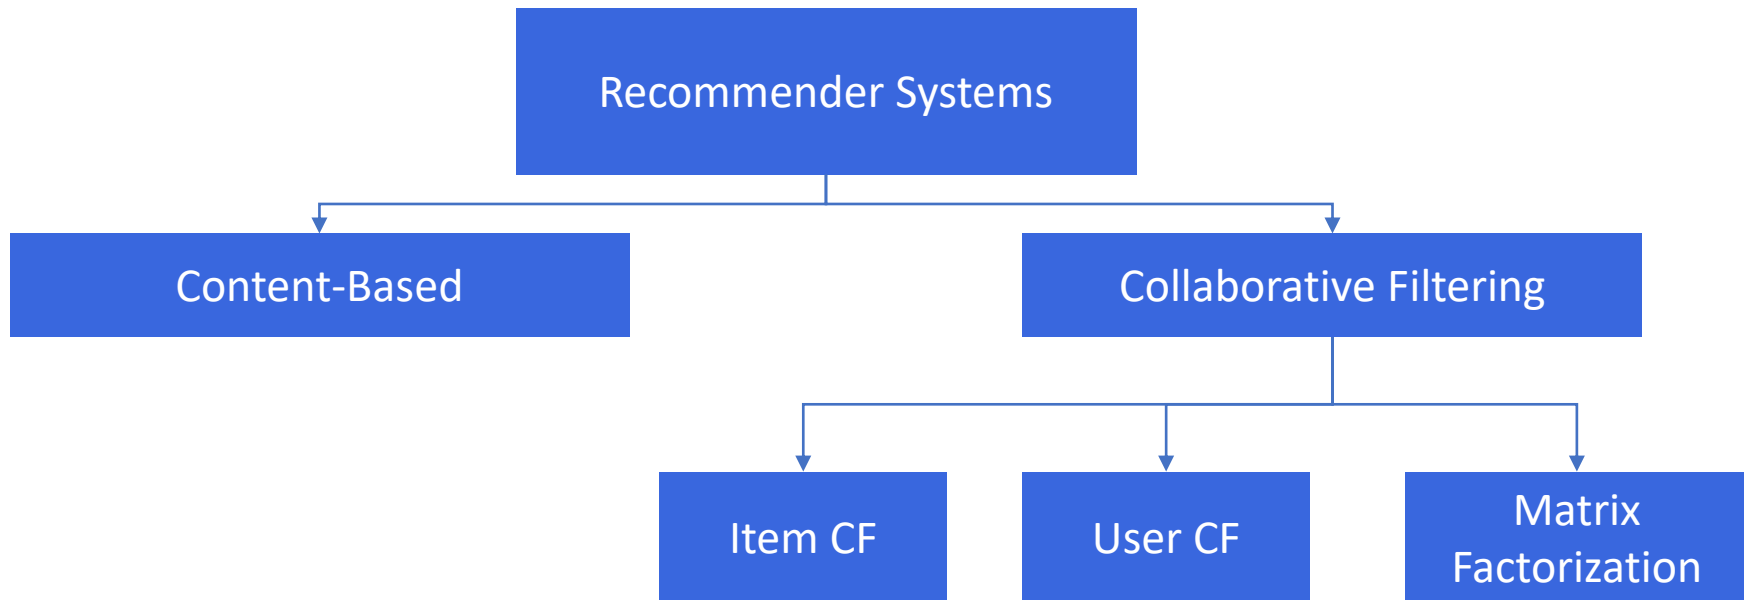 Recommender Systems
Content-Based
Collaborative Filtering
Item CF
User CF
Matrix
Factorization